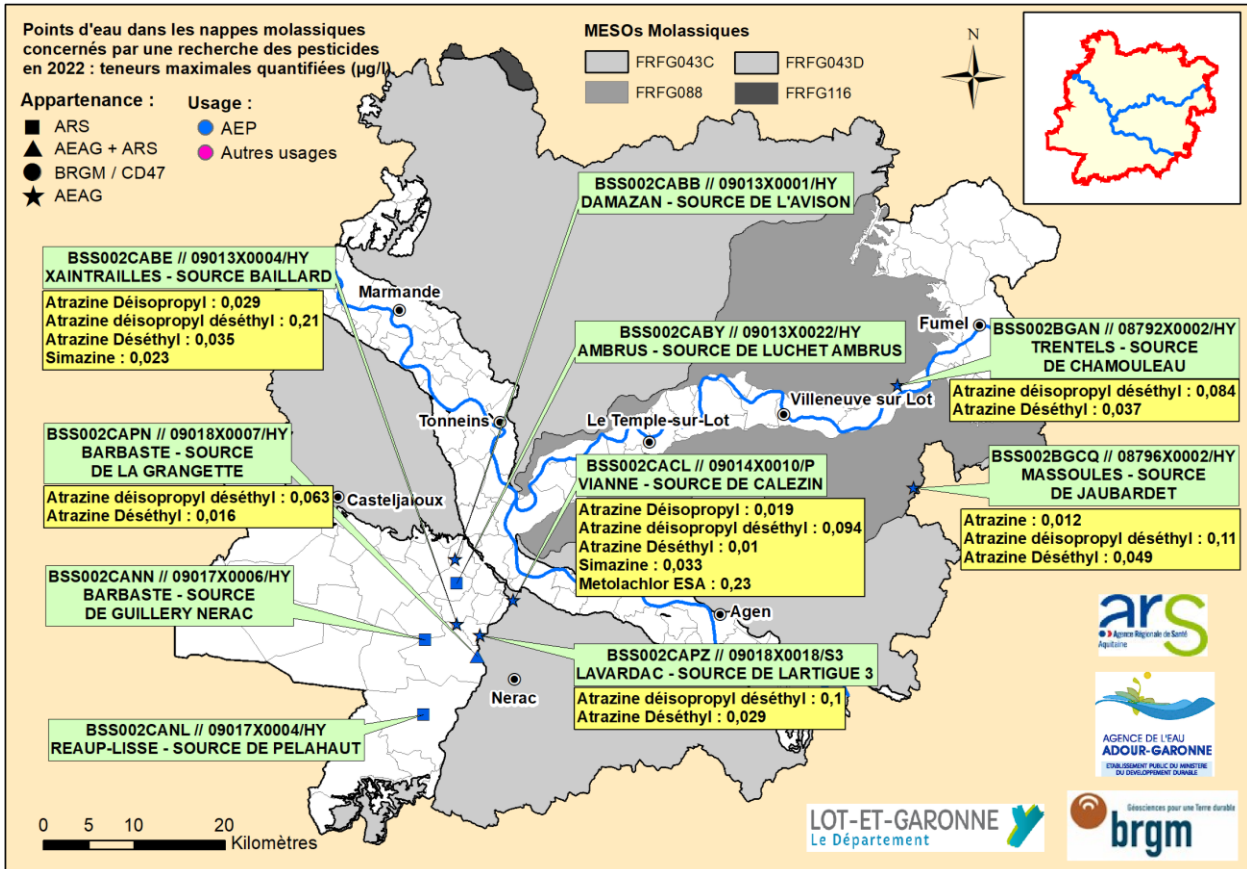 Points d'eau dans les nappes molassiques
concernés par une recherche des pesticides
en 2022 : teneurs maximales quantifiées (µg/l)
Appartenance :
ARS
AEAG + ARS
BRGM / CD47
AEAG
Usage :
AEP
Autres usages
MESOs Molassiques
FRFG043C
FRFG043D
FRFG088
FRFG116
N
BSS002CABB // 09013X0001/HY
DAMAZAN - SOURCE DE L'AVISON
BSS002CABE // 09013X0004/HY
XAINTRAILLES - SOURCE BAILLARD
Atrazine Déisopropyl : 0,029
Atrazine déisopropyl déséthyl : 0,21
Atrazine Déséthyl : 0,035
Simazine : 0,023
Marmande
BSS002CABY // 09013X0022/HY
AMBRUS - SOURCE DE LUCHET AMBRUS
Fumel
BSS002BGAN // 08792X0002/HY
TRENTELS - SOURCE
DE CHAMOULEAU
Atrazine déisopropyl déséthyl : 0,084
Atrazine Déséthyl : 0,037
Villeneuve sur Lot
Le Temple-sur-Lot
Tonneins
BSS002CAPN // 09018X0007/HY
BARBASTE - SOURCE
DE LA GRANGETTE
Atrazine déisopropyl déséthyl : 0,063
Atrazine Déséthyl : 0,016
Casteljaloux
BSS002CACL // 09014X0010/P
VIANNE - SOURCE DE CALEZIN
Atrazine Déisopropyl : 0,019
Atrazine déisopropyl déséthyl : 0,094
Atrazine Déséthyl : 0,01
Simazine : 0,033
Metolachlor ESA : 0,23
BSS002BGCQ // 08796X0002/HY
MASSOULES - SOURCE
DE JAUBARDET
Atrazine : 0,012
Atrazine déisopropyl déséthyl : 0,11
Atrazine Déséthyl : 0,049
BSS002CANN // 09017X0006/HY
BARBASTE - SOURCE
DE GUILLERY NERAC
Agen
BSS002CAPZ // 09018X0018/S3
LAVARDAC - SOURCE DE LARTIGUE 3
Atrazine déisopropyl déséthyl : 0,1
Atrazine Déséthyl : 0,029
Nerac
BSS002CANL // 09017X0004/HY
REAUP-LISSE - SOURCE DE PELAHAUT
0 5 10 20
Kilomètres
ars
Agence Régionale de Santé
Aquitaine
AGENCE DE L'EAU
ADOUR-GARONNE
ETABLISSEMENT PUBLIC DU MINISTERE
DU DEVELOPPEMENT DURABLE
LOT-ET-GARONNE
Le Département
Géosciences pour une Terre durable
brgm